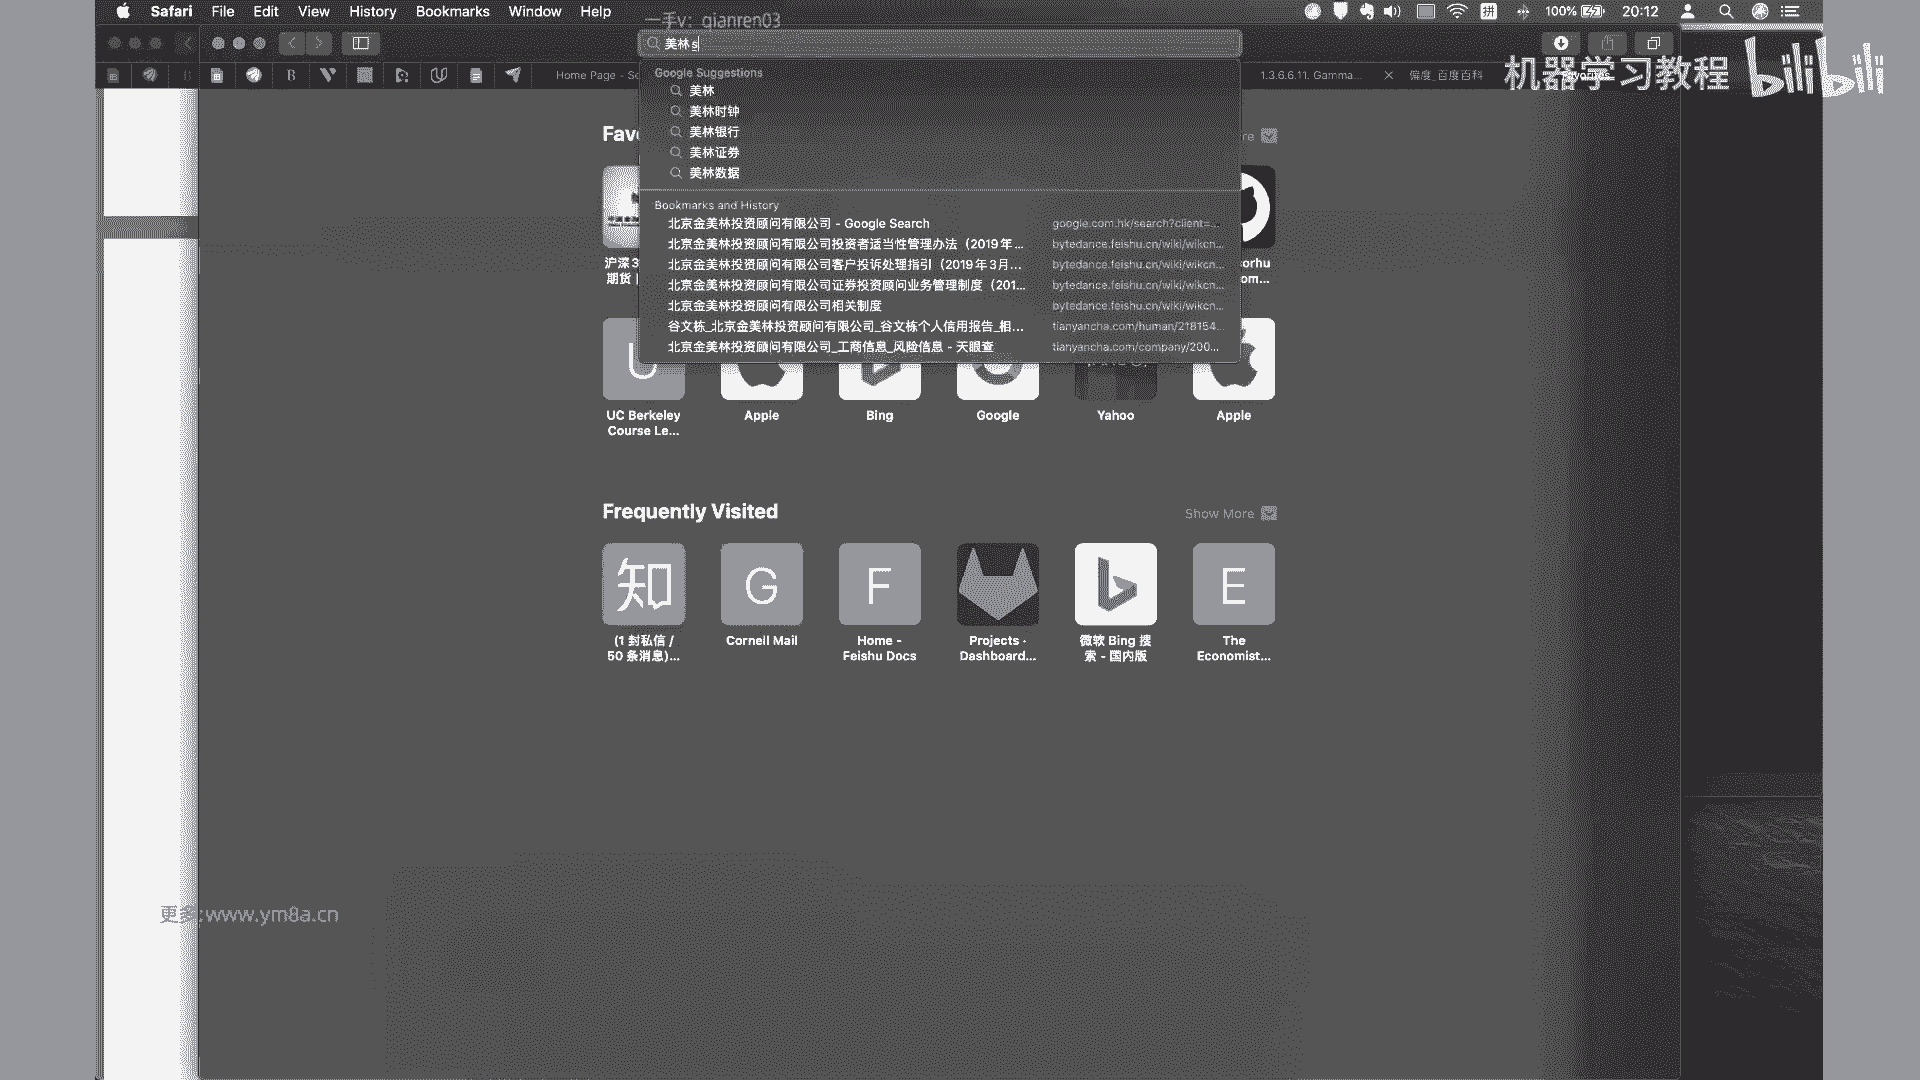 Safari File Edit View History Bookmarks Window Help
100% 拼 20:12
一手v: qianren03
美林 s
Home Page - Se
1.3.6.6.11. Gamma...
偏度_百度百科
机器学习教程 bilibili
Google Suggestions
美林
美林时钟
美林银行
美林证券
美林数据
Bookmarks and History
北京金美林投资顾问有限公司 - Google Search google.com.hk/search?client=...
北京金美林投资顾问有限公司投资者适当性管理办法（2019年... bytedance.feishu.cn/wiki/wikcn...
北京金美林投资顾问有限公司客户投诉处理指引（2019年3月... bytedance.feishu.cn/wiki/wikcn...
北京金美林投资顾问有限公司证券投资顾问业务管理制度（201... bytedance.feishu.cn/wiki/wikcn...
北京金美林投资顾问有限公司相关制度 bytedance.feishu.cn/wiki/wikcn...
谷文栋_北京金美林投资顾问有限公司_谷文栋个人信用报告_相... tianyancha.com/human/218154...
北京金美林投资顾问有限公司_工商信息_风险信息 - 天眼查 tianyancha.com/company/200...
Favo
沪深3
期货
orhu
om...
UC Berkeley
Course Le...
Apple
Bing
Google
Yahoo
Apple
Frequently Visited
Show More
知
(1 封私信 /
50 条消息)...
G
Cornell Mail
F
Home -
Feishu Docs
Projects ·
Dashboard...
微软 Bing 搜
索 - 国内版
E
The
Economist...
更多:www.ym8a.cn